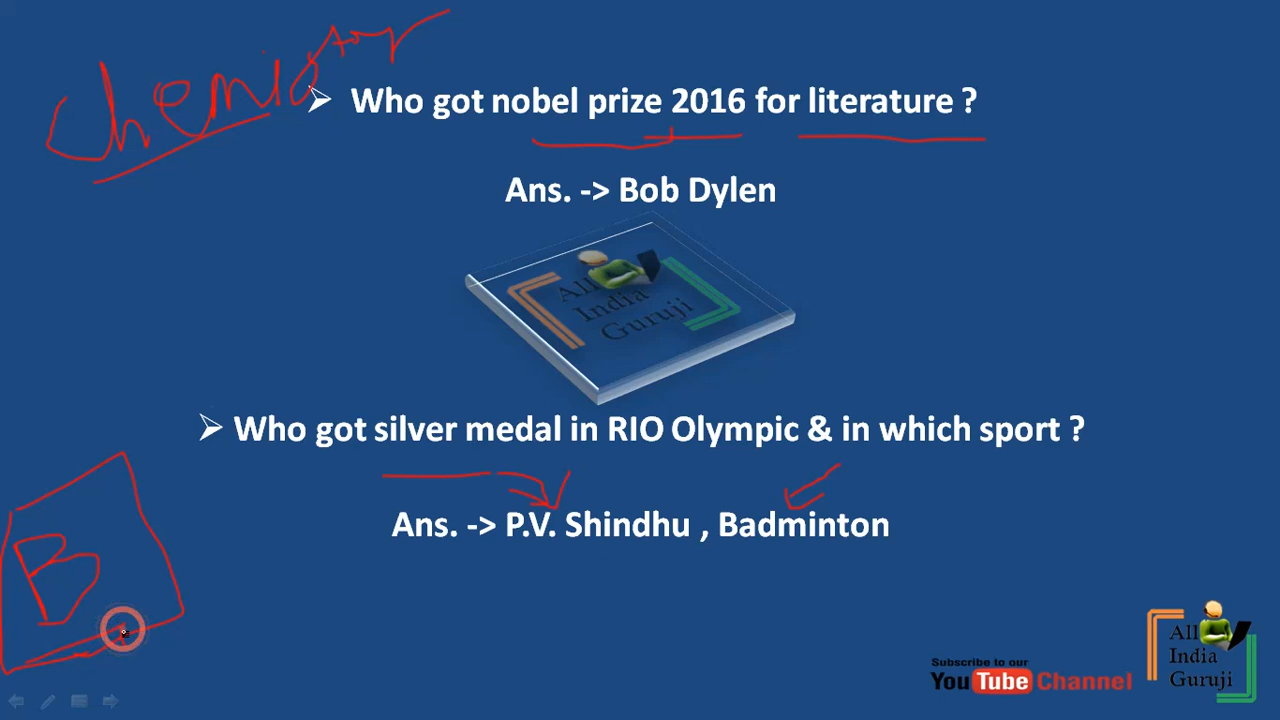 Chemistry
Who got nobel prize 2016 for literature ?
Ans. -> Bob Dylen
All
India
Guruji
Who got silver medal in RIO Olympic & in which sport ?
Ans. -> P.V. Shindhu , Badminton
B
Subscribe to our
YouTube Channel
All
India
Guruji